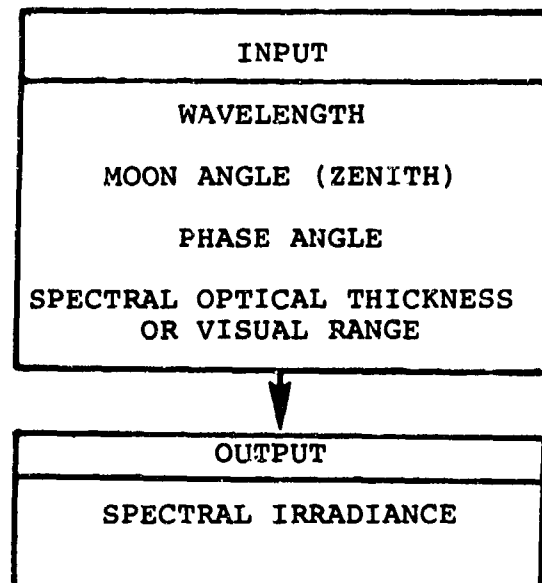 INPUT
WAVELENGTH
MOON ANGLE (ZENITH)
PHASE ANGLE
SPECTRAL OPTICAL THICKNESS
OR VISUAL RANGE
OUTPUT
SPECTRAL IRRADIANCE